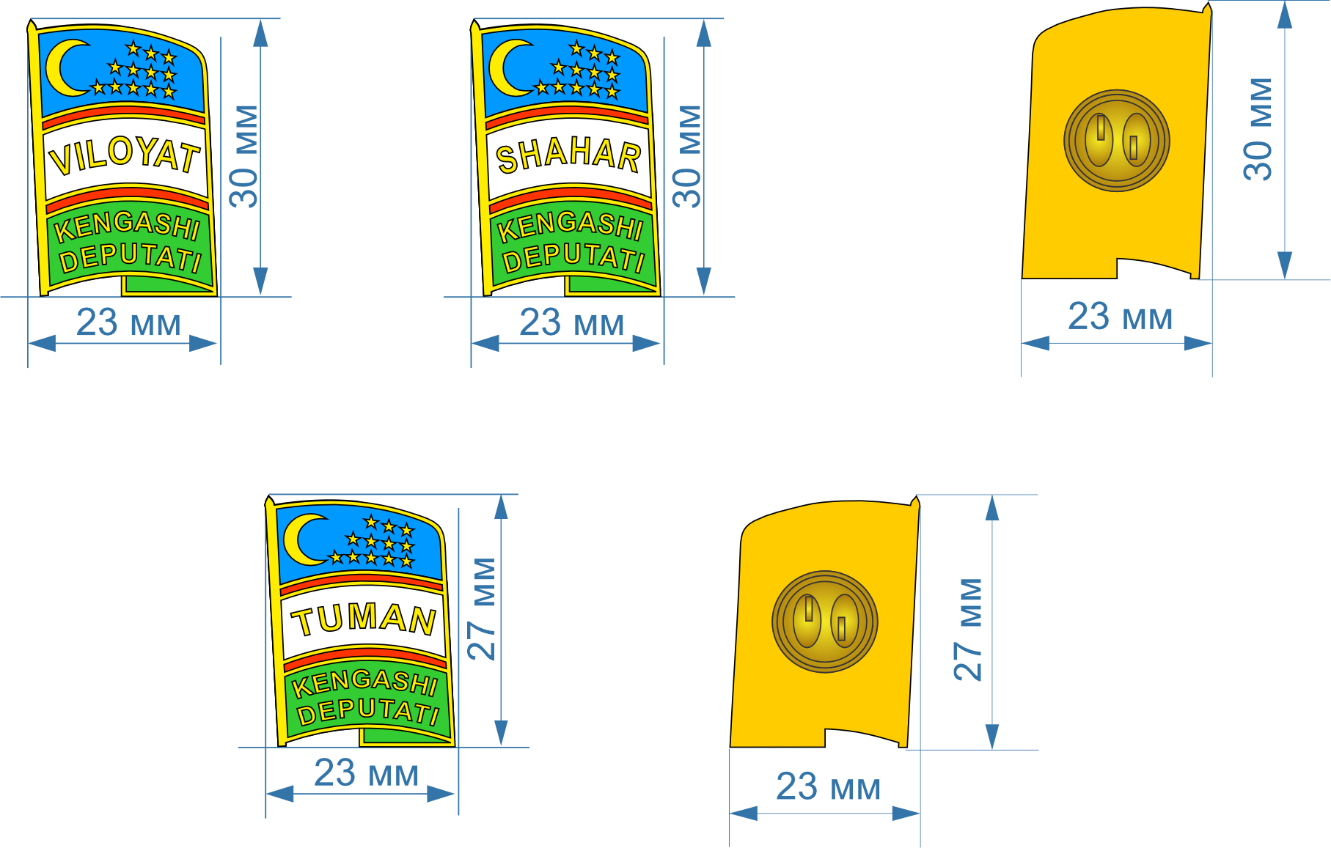 VILOYAT
KENGASHI
DEPUTATI
30 мм
23 мм
SHAHAR
KENGASHI
DEPUTATI
30 мм
23 мм
30 мм
23 мм
TUMAN
KENGASHI
DEPUTATI
27 мм
23 мм
27 мм
23 мм